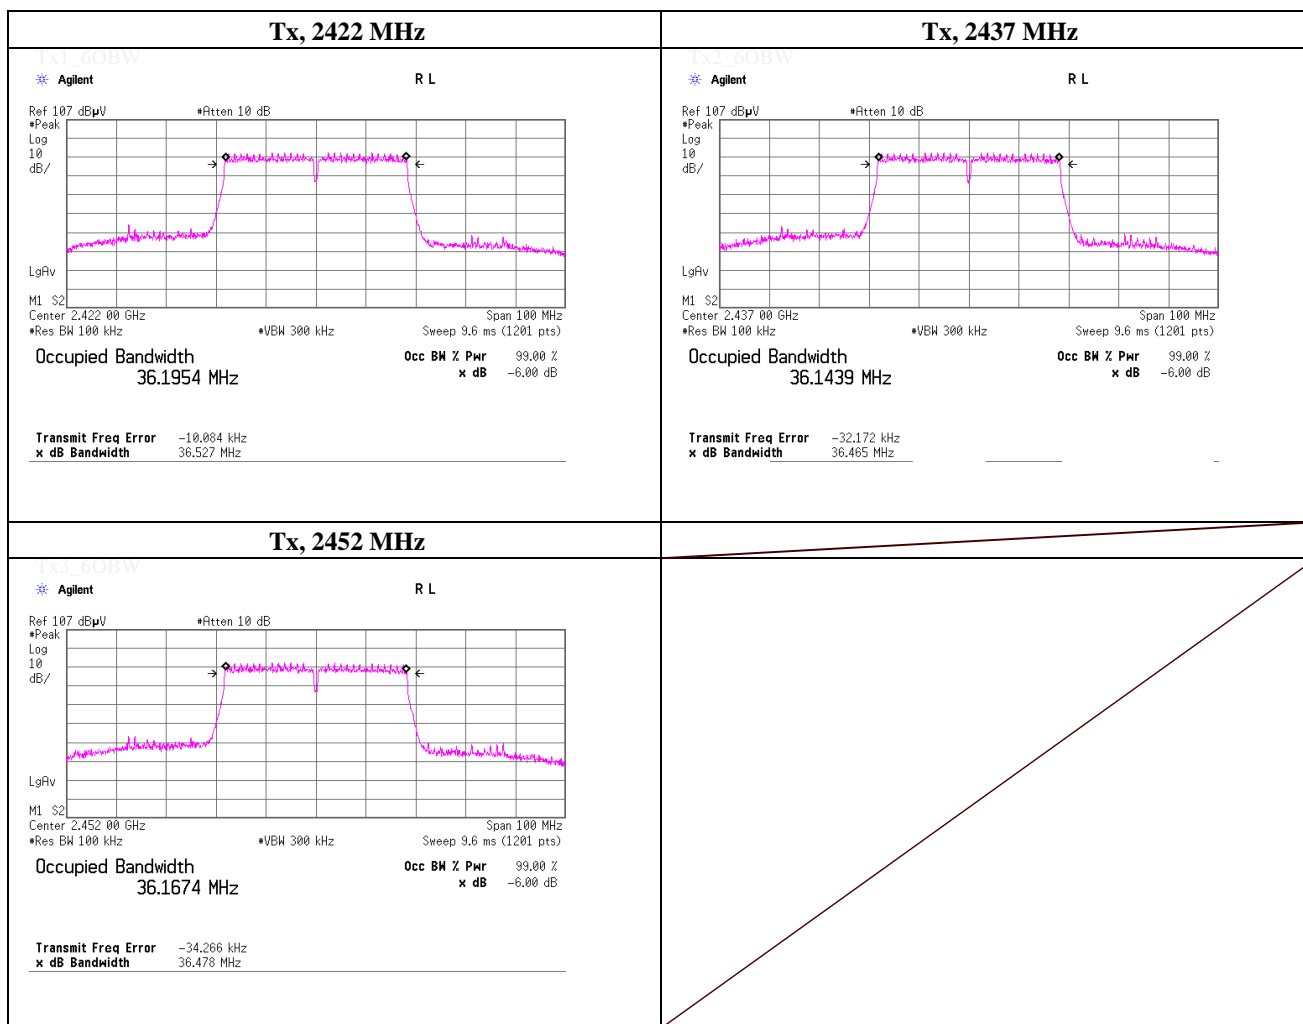 Tx, 2422 MHz
Tx1_6OBW
Agilent
R L
Ref 107 dBµV #Atten 10 dB
#Peak
Log
10
dB/
LgAv
M1 S2
Center 2.422 00 GHz Span 100 MHz
#Res BW 100 kHz #VBW 300 kHz Sweep 9.6 ms (1201 pts)
Occupied Bandwidth Occ BW % Pwr 99.00 %
36.1954 MHz x dB -6.00 dB
Transmit Freq Error -10.084 kHz
x dB Bandwidth 36.527 MHz
Tx, 2437 MHz
Tx2_6OBW
Agilent
R L
Ref 107 dBµV #Atten 10 dB
#Peak
Log
10
dB/
LgAv
M1 S2
Center 2.437 00 GHz Span 100 MHz
#Res BW 100 kHz #VBW 300 kHz Sweep 9.6 ms (1201 pts)
Occupied Bandwidth Occ BW % Pwr 99.00 %
36.1439 MHz x dB -6.00 dB
Transmit Freq Error -32.172 kHz
x dB Bandwidth 36.465 MHz
Tx, 2452 MHz
Tx3_6OBW
Agilent
R L
Ref 107 dBµV #Atten 10 dB
#Peak
Log
10
dB/
LgAv
M1 S2
Center 2.452 00 GHz Span 100 MHz
#Res BW 100 kHz #VBW 300 kHz Sweep 9.6 ms (1201 pts)
Occupied Bandwidth Occ BW % Pwr 99.00 %
36.1674 MHz x dB -6.00 dB
Transmit Freq Error -34.266 kHz
x dB Bandwidth 36.478 MHz